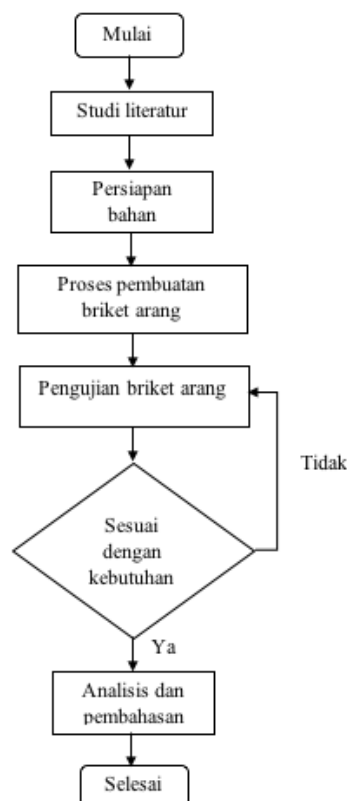 Mulai
Studi literatur
Persiapan
bahan
Proses pembuatan
briket arang
Pengujian briket arang
Tidak
Sesuai
dengan
kebutuhan
Ya
Analisis dan
pembahasan
Selesai